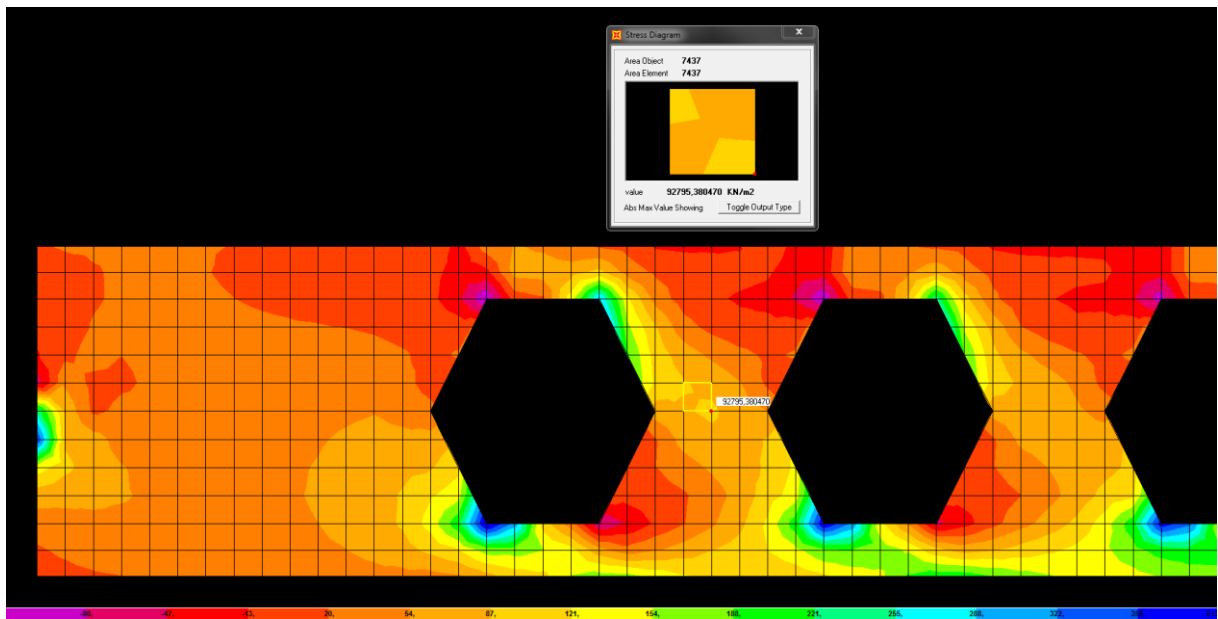 Stress Diagram
x
Area Object 7437
Area Element 7437
value 92795,380470 KN/m2
Abs Max Value Showing Toggle Output Type
92795,380470
-80, -47, -13, 20, 54, 87, 121, 154, 188, 221, 255, 288, 322,